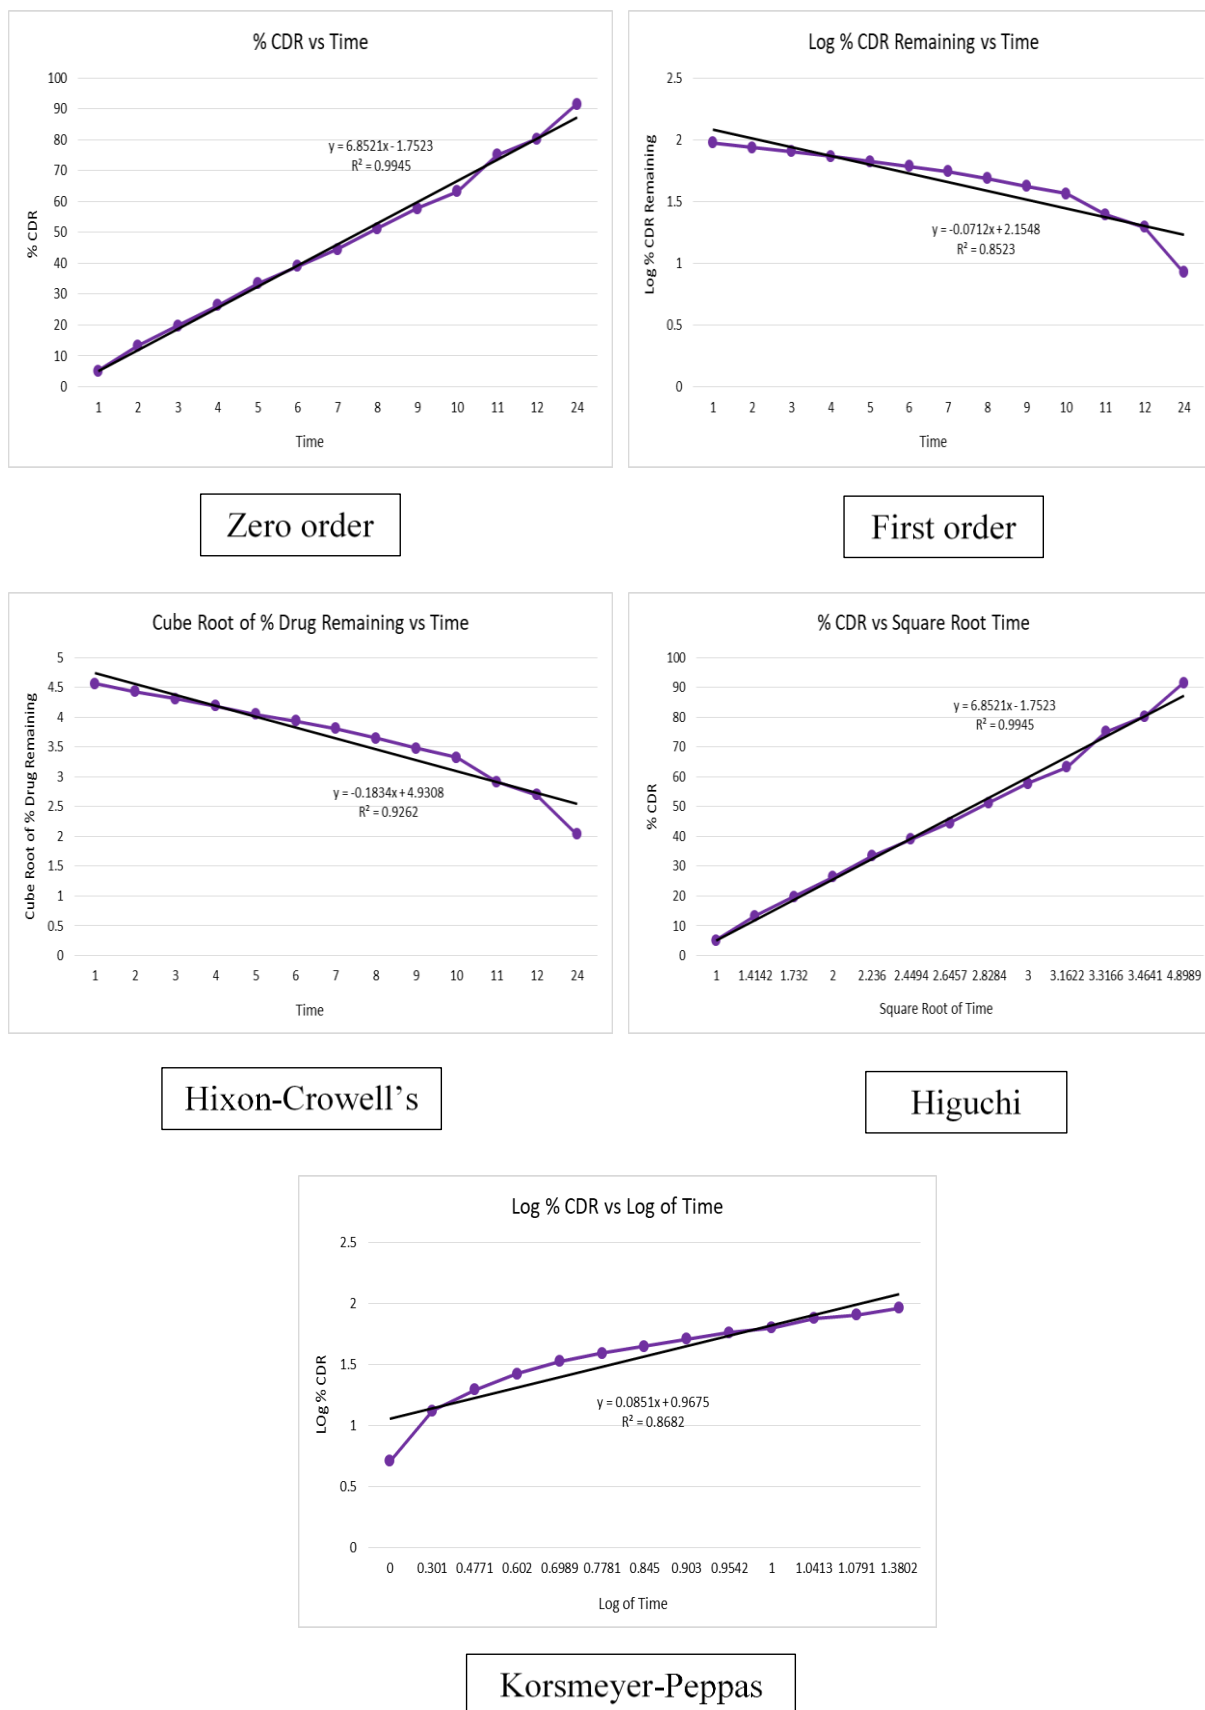 % CDR vs Time
% CDR
100
90
80
70
60
50
40
30
20
10
0
y = 6.8521x - 1.7523
R² = 0.9945
1 2 3 4 5 6 7 8 9 10 11 12 24
Time
Zero order
Log % CDR Remaining vs Time
Log % CDR Remaining
2.5
2
1.5
1
0.5
0
y = -0.0712x + 2.1548
R² = 0.8523
1 2 3 4 5 6 7 8 9 10 11 12 24
Time
First order
Cube Root of % Drug Remaining vs Time
Cube Root of % Drug Remaining
5
4.5
4
3.5
3
2.5
2
1.5
1
0.5
0
y = -0.1834x + 4.9308
R² = 0.9262
1 2 3 4 5 6 7 8 9 10 11 12 24
Time
Hixon-Crowell’s
% CDR vs Square Root Time
% CDR
100
90
80
70
60
50
40
30
20
10
0
y = 6.8521x - 1.7523
R² = 0.9945
1 1.4142 1.732 2 2.236 2.4494 2.6457 2.8284 3 3.1622 3.3166 3.4641 4.8989
Square Root of Time
Higuchi
Log % CDR vs Log of Time
LOg % CDR
2.5
2
1.5
1
0.5
0
y = 0.0851x + 0.9675
R² = 0.8682
0 0.301 0.4771 0.602 0.6989 0.7781 0.845 0.903 0.9542 1 1.0413 1.0791 1.3802
Log of Time
Korsmeyer-Peppas